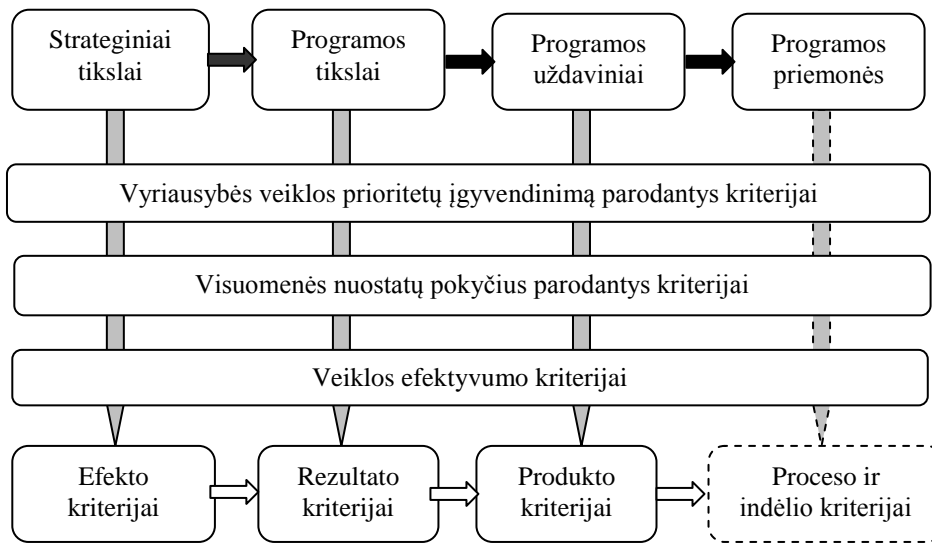 Strateginiai
tikslai
Programos
tikslai
Programos
uždaviniai
Programos
priemonės
Vyriausybės veiklos prioritetų įgyvendinimą parodantys kriterijai
Visuomenės nuostatų pokyčius parodantys kriterijai
Veiklos efektyvumo kriterijai
Efekto
kriterijai
Rezultato
kriterijai
Produkto
kriterijai
Proceso ir
indėlio kriterijai